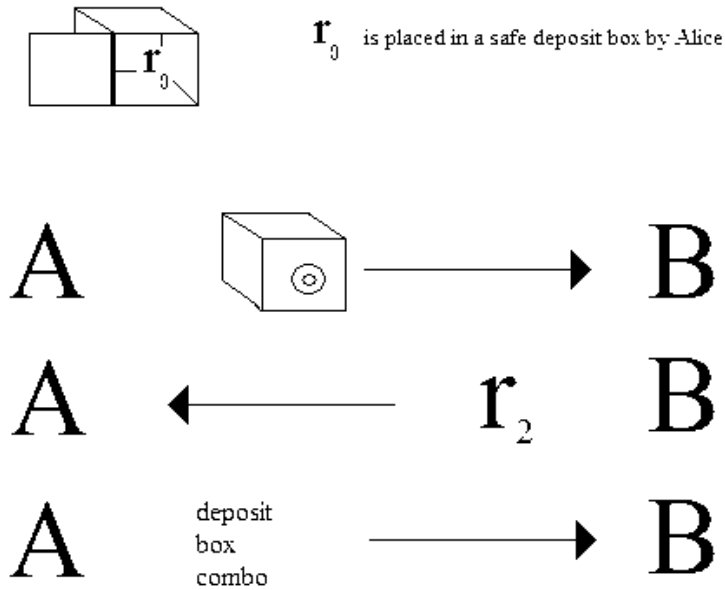 r₀
r₀ is placed in a safe deposit box by Alice
A B
A r₂ B
A deposit box combo B